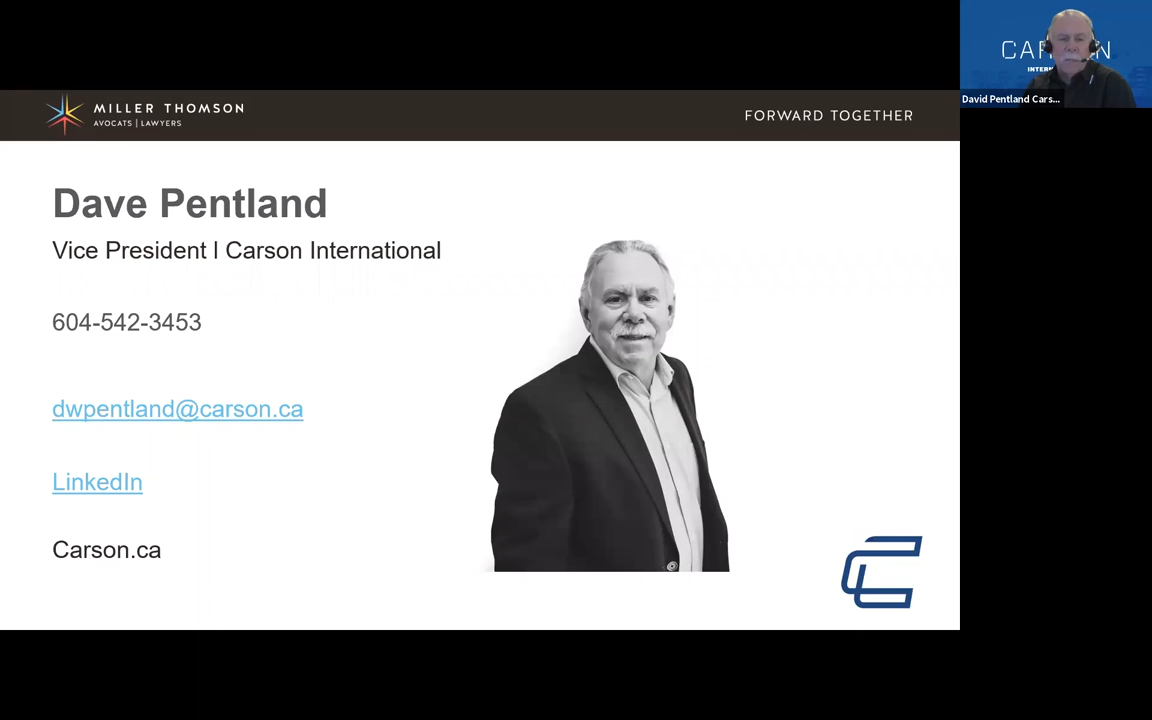 MILLER THOMSON
AVOCATS | LAWYERS
FORWARD TOGETHER
David Pentland Cars...
Dave Pentland
Vice President l Carson International
604-542-3453
dwpentland@carson.ca
LinkedIn
Carson.ca